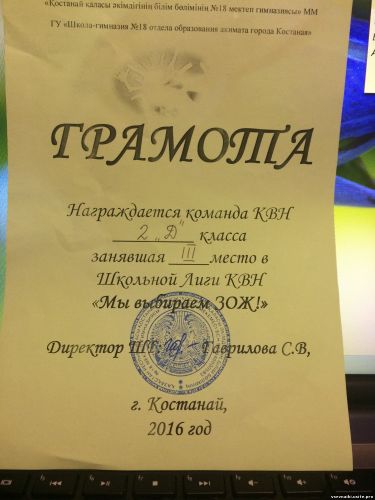 «Қостанай қаласы әкімдігінің білім бөлімінің №18 мектеп гимназиясы» ММ
ГУ «Школа-гимназия №18 отдела образования акимата города Костаная»
ГРАМОТА
Награждается команда КВН
2 „Д" класса
занявшая III место в
Школьной Лиги КВН
«Мы выбираем ЗОЖ!»
Директор ШГ: Гаврилова С.В,
г. Костанай,
2016 год